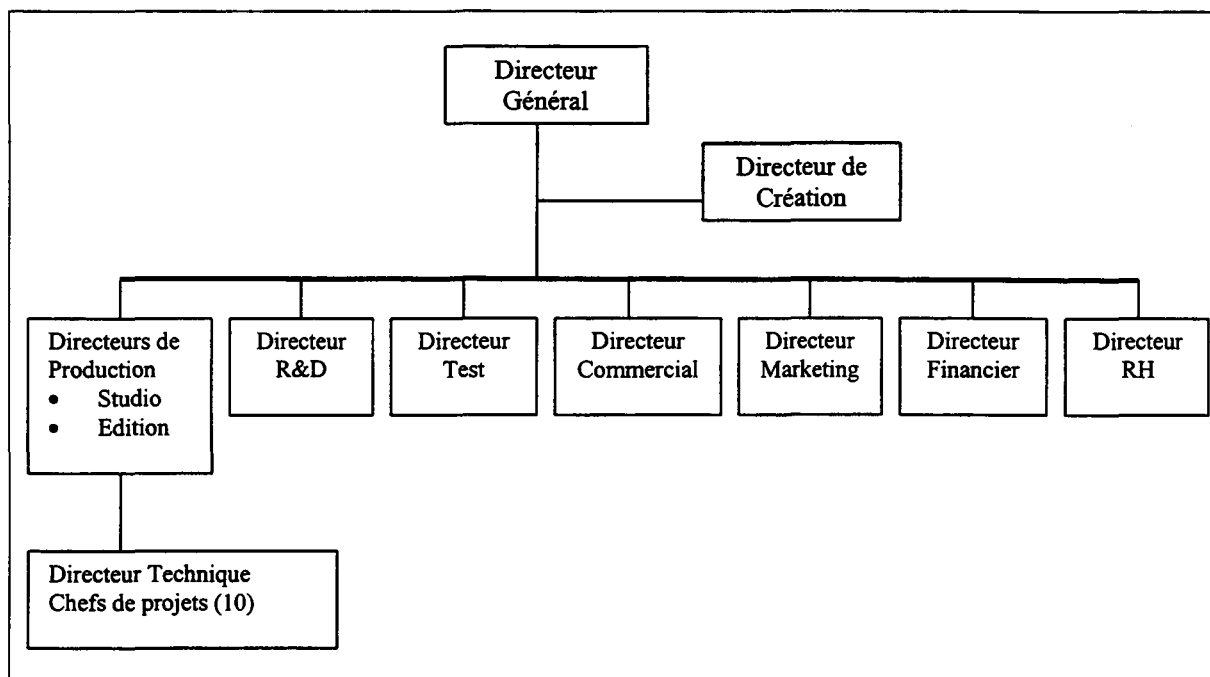 Directeur
Général
Directeur de
Création
Directeurs de
Production
• Studio
• Edition
Directeur
R&D
Directeur
Test
Directeur
Commercial
Directeur
Marketing
Directeur
Financier
Directeur
RH
Directeur Technique
Chefs de projets (10)